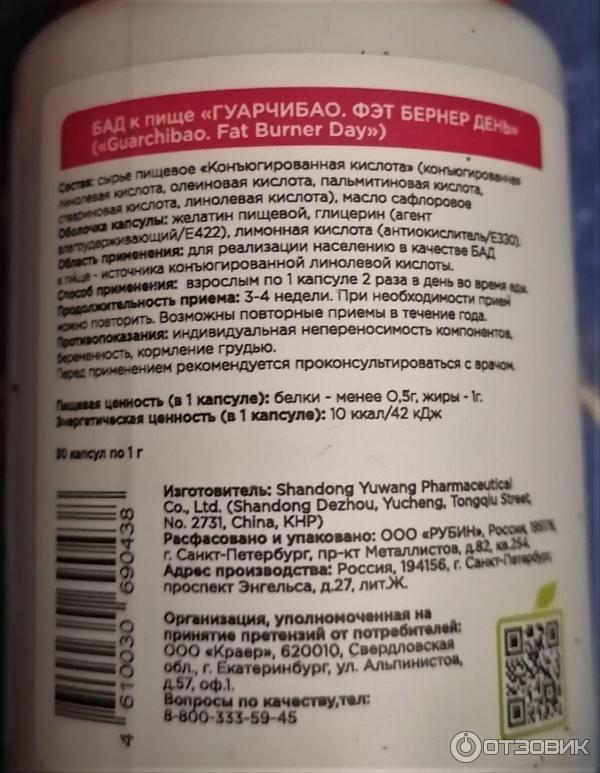 БАД к пище «ГУАРЧИБАО. ФЭТ БЕРНЕР ДЕНЬ»
(«Guarchibao. Fat Burner Day»)
Состав: сырье пищевое «Конъюгированная кислота» (конъюгированная
линолевая кислота, олеиновая кислота, пальмитиновая кислота,
стеариновая кислота, линолевая кислота), масло сафлоровое
Оболочка капсулы: желатин пищевой, глицерин (агент
влагоудерживающий/Е422), лимонная кислота (антиокислитель/Е330).
Область применения: для реализации населению в качестве БАД
к пище - источника конъюгированной линолевой кислоты.
Способ применения: взрослым по 1 капсуле 2 раза в день во время еды.
Продолжительность приема: 3-4 недели. При необходимости прием
можно повторить. Возможны повторные приемы в течение года.
Противопоказания: индивидуальная непереносимость компонентов,
беременность, кормление грудью.
Перед применением рекомендуется проконсультироваться с врачом.
Пищевая ценность (в 1 капсуле): белки - менее 0,5г, жиры - 1г.
Энергетическая ценность (в 1 капсуле): 10 ккал/42 кДж
90 капсул по 1 г
Изготовитель: Shandong Yuwang Pharmaceutical
Co., Ltd. (Shandong Dezhou, Yucheng, Tongqiu Street,
No. 2731, China, КНР)
Расфасовано и упаковано: ООО «РУБИН», Россия,
г. Санкт-Петербург, пр-кт Металлистов, д.82, кв.254.
Адрес производства: Россия, 194156, г. Санкт-Петербург,
проспект Энгельса, д.27, лит.Ж.
Организация, уполномоченная на
принятие претензий от потребителей:
ООО «Краер», 620010, Свердловская
обл., г. Екатеринбург, ул. Альпинистов,
д.57, оф.1.
Вопросы по качеству,тел:
8-800-333-59-45
4 610030 690438
ОТЗОВИК